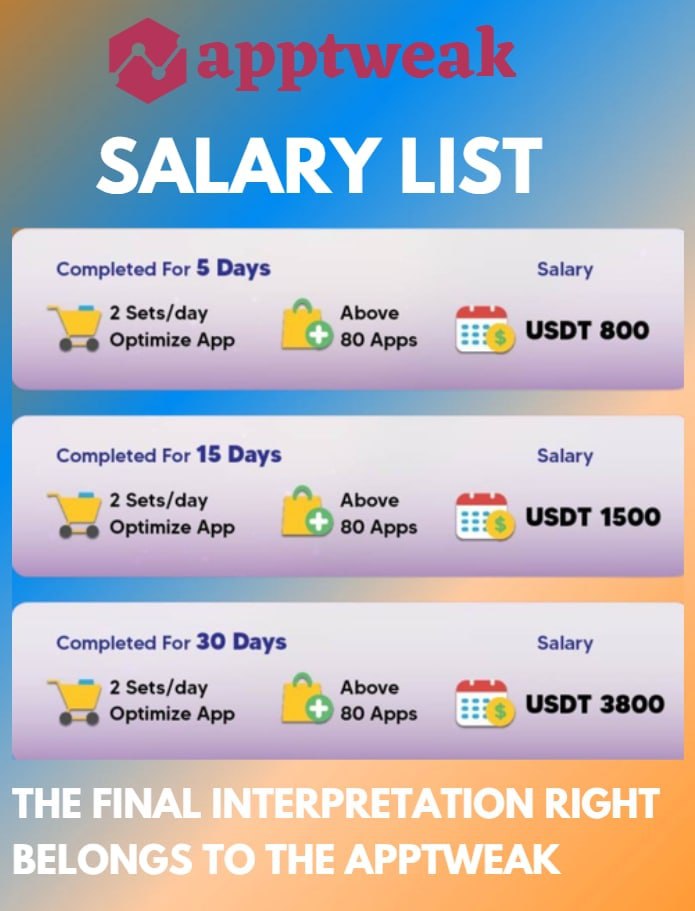 apptweak
SALARY LIST
Completed For 5 Days
Salary
2 Sets/day
Optimize App
Above
80 Apps
USDT 800
Completed For 15 Days
Salary
2 Sets/day
Optimize App
Above
80 Apps
USDT 1500
Completed For 30 Days
Salary
2 Sets/day
Optimize App
Above
80 Apps
USDT 3800
THE FINAL INTERPRETATION RIGHT
BELONGS TO THE APPTWEAK